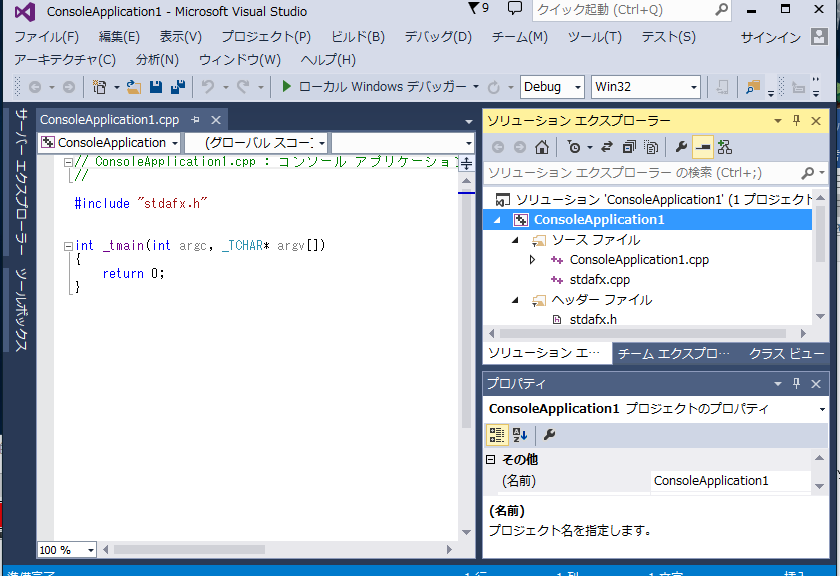 ConsoleApplication1 - Microsoft Visual Studio
9
クイック起動 (Ctrl+Q)
ファイル(F) 編集(E) 表示(V) プロジェクト(P) ビルド(B) デバッグ(D) チーム(M) ツール(T) テスト(S) サインイン
アーキテクチャ(C) 分析(N) ウィンドウ(W) ヘルプ(H)
ローカル Windows デバッガー Debug Win32
サーバー エクスプローラー
ツールボックス
ConsoleApplication1.cpp
ConsoleApplication1 (グローバル スコープ
// ConsoleApplication1.cpp : コンソール アプリケーション
//
#include "stdafx.h"
int _tmain(int argc, _TCHAR* argv[])
{
return 0;
}
100 %
ソリューション エクスプローラー
ソリューション エクスプローラー の検索 (Ctrl+;)
ソリューション 'ConsoleApplication1' (1 プロジェクト)
ConsoleApplication1
ソース ファイル
ConsoleApplication1.cpp
stdafx.cpp
ヘッダー ファイル
stdafx.h
ソリューション エ… チーム エクスプロ… クラス ビュー
プロパティ
ConsoleApplication1 プロジェクトのプロパティ
その他
(名前) ConsoleApplication1
(名前)
プロジェクト名を指定します。
準備完了 1 行 1 列 1 文字 挿入